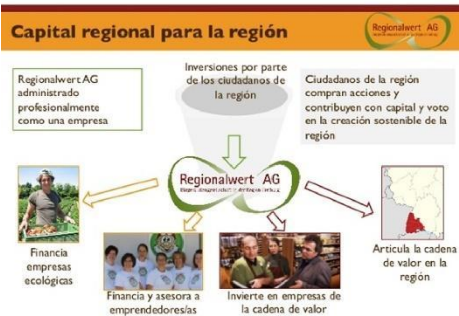 Capital regional para la región
Regionalwert AG
Regionalwert AG
administrado
profesionalmente
como una empresa
Inversiones por parte
de los ciudadanos de
la región
Ciudadanos de la región
compran acciones y
contribuyen con capital y voto
en la creación sostenible de la
región
Regionalwert AG
Financia
empresas
ecológicas
Financia y asesora a
emprendedores/as
Invierte en empresas de
la cadena de valor
Articula la cadena
de valor en la
región